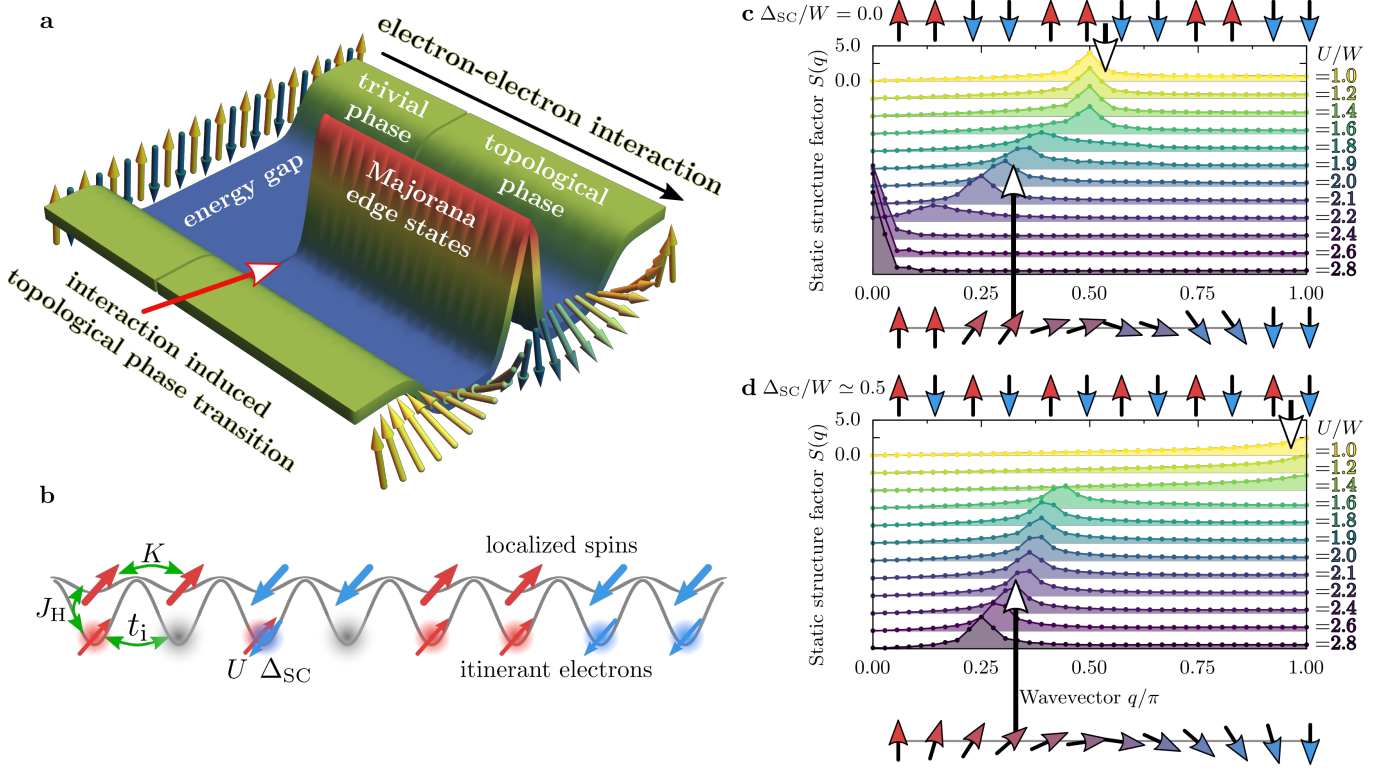 a
electron-electron interaction
trivial
phase
topological
phase
energy gap
Majorana
edge states
interaction induced
topological phase transition
b
K
localized spins
J_H
t_i
U Δ_SC
itinerant electrons
c Δ_SC/W = 0.0
U/W
5.0
0.0
Static structure factor S(q)
=1.0
=1.2
=1.4
=1.6
=1.8
=1.9
=2.0
=2.1
=2.2
=2.4
=2.6
=2.8
0.00 0.25 0.50 0.75 1.00
d Δ_SC/W ≃ 0.5
U/W
5.0
0.0
Static structure factor S(q)
=1.0
=1.2
=1.4
=1.6
=1.8
=1.9
=2.0
=2.1
=2.2
=2.4
=2.6
=2.8
0.00 0.25 0.50 0.75 1.00
Wavevector q/π